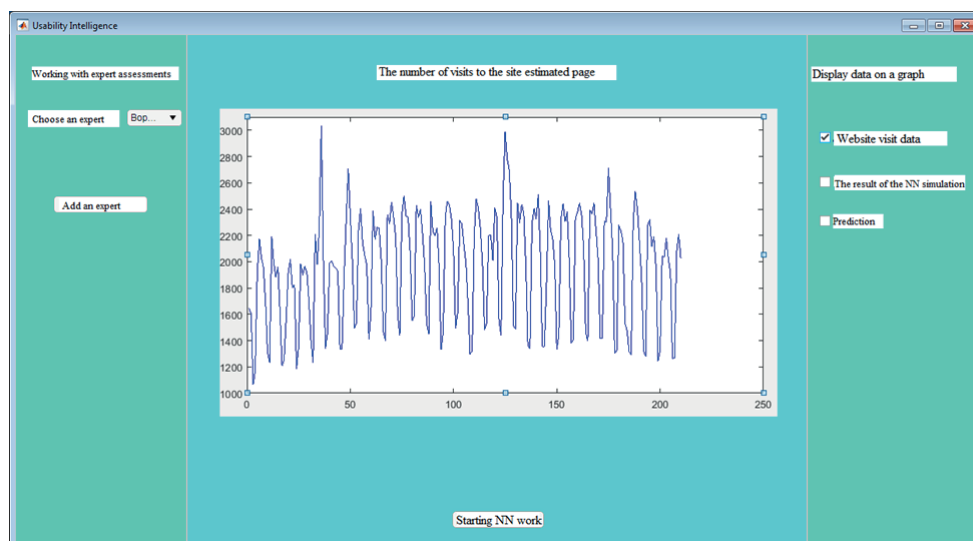 Usability Intelligence
Working with expert assessments
Choose an expert
Bop...
Add an expert
The number of visits to the site estimated page
3000
2800
2600
2400
2200
2000
1800
1600
1400
1200
1000
0
50
100
150
200
250
Starting NN work
Display data on a graph
Website visit data
The result of the NN simulation
Prediction